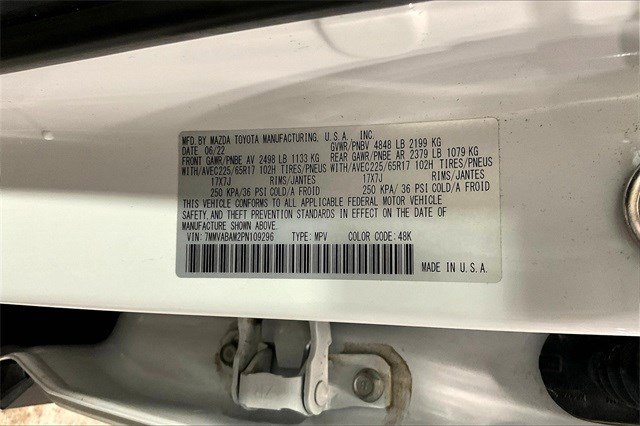 MFD. BY MAZDA TOYOTA MANUFACTURING, U.S.A., INC.
DATE 06/22 GVWR/PNBV 4848 LB 2199 KG
FRONT GAWR/PNBE AV 2498 LB 1133 KG REAR GAWR/PNBE AR 2379 LB 1079 KG
WITH/AVEC225/65R17 102H TIRES/PNEUS WITH/AVEC225/65R17 102H TIRES/PNEUS
17X7J RIMS/JANTES 17X7J RIMS/JANTES
250 KPA/36 PSI COLD/A FROID 250 KPA/36 PSI COLD/A FROID
THIS VEHICLE CONFORMS TO ALL APPLICABLE FEDERAL MOTOR VEHICLE
SAFETY, AND THEFT PREVENTION STANDARDS IN EFFECT ON THE DATE OF
MANUFACTURE SHOWN ABOVE.
VIN: 7MMVABAM2PN109296 TYPE: MPV COLOR CODE: 48K
MADE IN U.S.A.